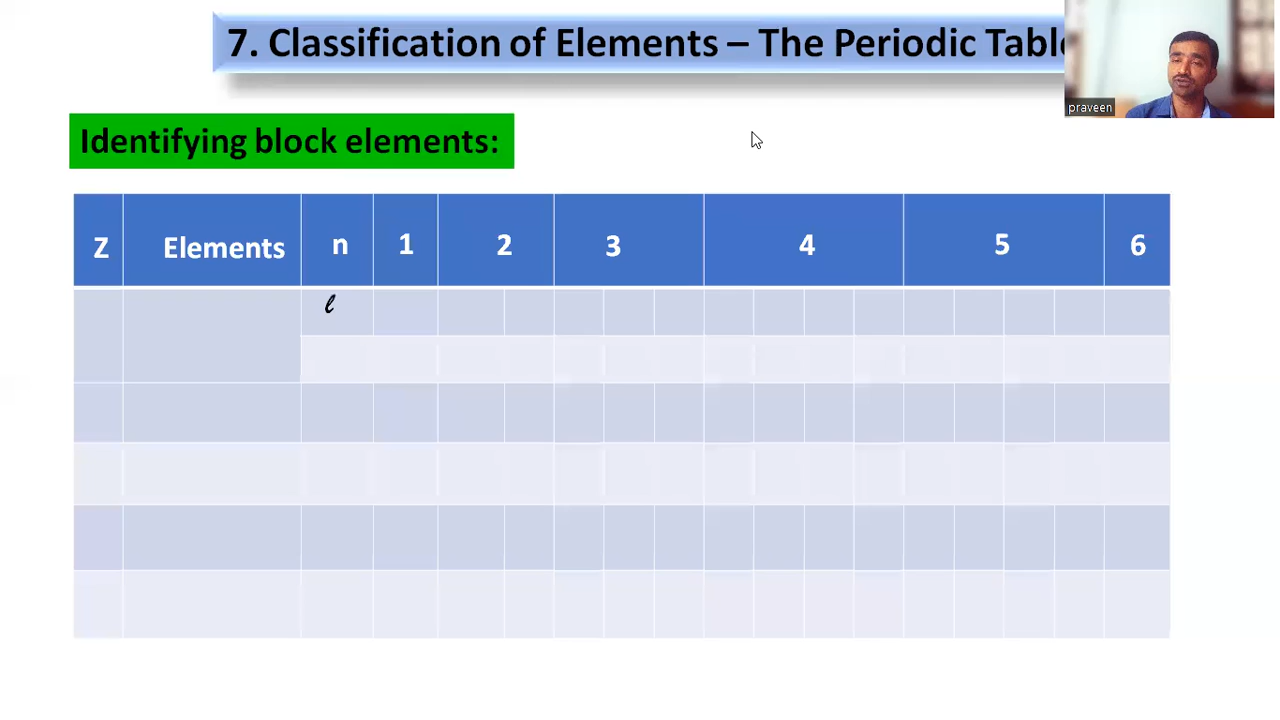 7. Classification of Elements – The Periodic Table
praveen
Identifying block elements:
Z Elements n 1 2 3 4 5 6
ℓ